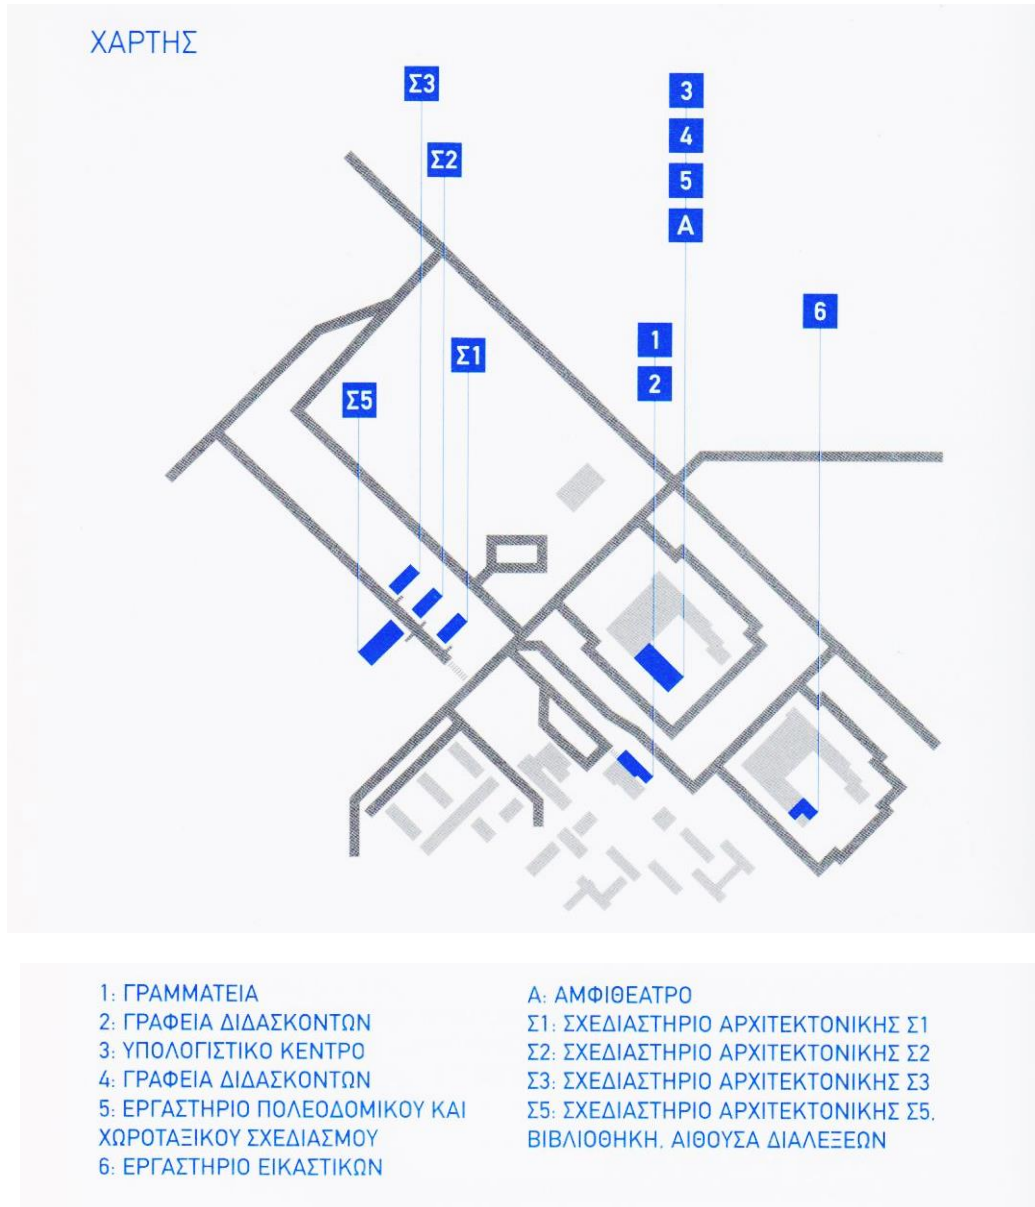 ΧΑΡΤΗΣ
Σ3
3
Σ2
4
5
Α
6
1
Σ1
2
Σ5
1: ΓΡΑΜΜΑΤΕΙΑ
2: ΓΡΑΦΕΙΑ ΔΙΔΑΣΚΟΝΤΩΝ
3: ΥΠΟΛΟΓΙΣΤΙΚΟ ΚΕΝΤΡΟ
4: ΓΡΑΦΕΙΑ ΔΙΔΑΣΚΟΝΤΩΝ
5: ΕΡΓΑΣΤΗΡΙΟ ΠΟΛΕΟΔΟΜΙΚΟΥ ΚΑΙ
ΧΩΡΟΤΑΞΙΚΟΥ ΣΧΕΔΙΑΣΜΟΥ
6: ΕΡΓΑΣΤΗΡΙΟ ΕΙΚΑΣΤΙΚΩΝ
Α: ΑΜΦΙΘΕΑΤΡΟ
Σ1: ΣΧΕΔΙΑΣΤΗΡΙΟ ΑΡΧΙΤΕΚΤΟΝΙΚΗΣ Σ1
Σ2: ΣΧΕΔΙΑΣΤΗΡΙΟ ΑΡΧΙΤΕΚΤΟΝΙΚΗΣ Σ2
Σ3: ΣΧΕΔΙΑΣΤΗΡΙΟ ΑΡΧΙΤΕΚΤΟΝΙΚΗΣ Σ3
Σ5: ΣΧΕΔΙΑΣΤΗΡΙΟ ΑΡΧΙΤΕΚΤΟΝΙΚΗΣ Σ5,
ΒΙΒΛΙΟΘΗΚΗ, ΑΙΘΟΥΣΑ ΔΙΑΛΕΞΕΩΝ